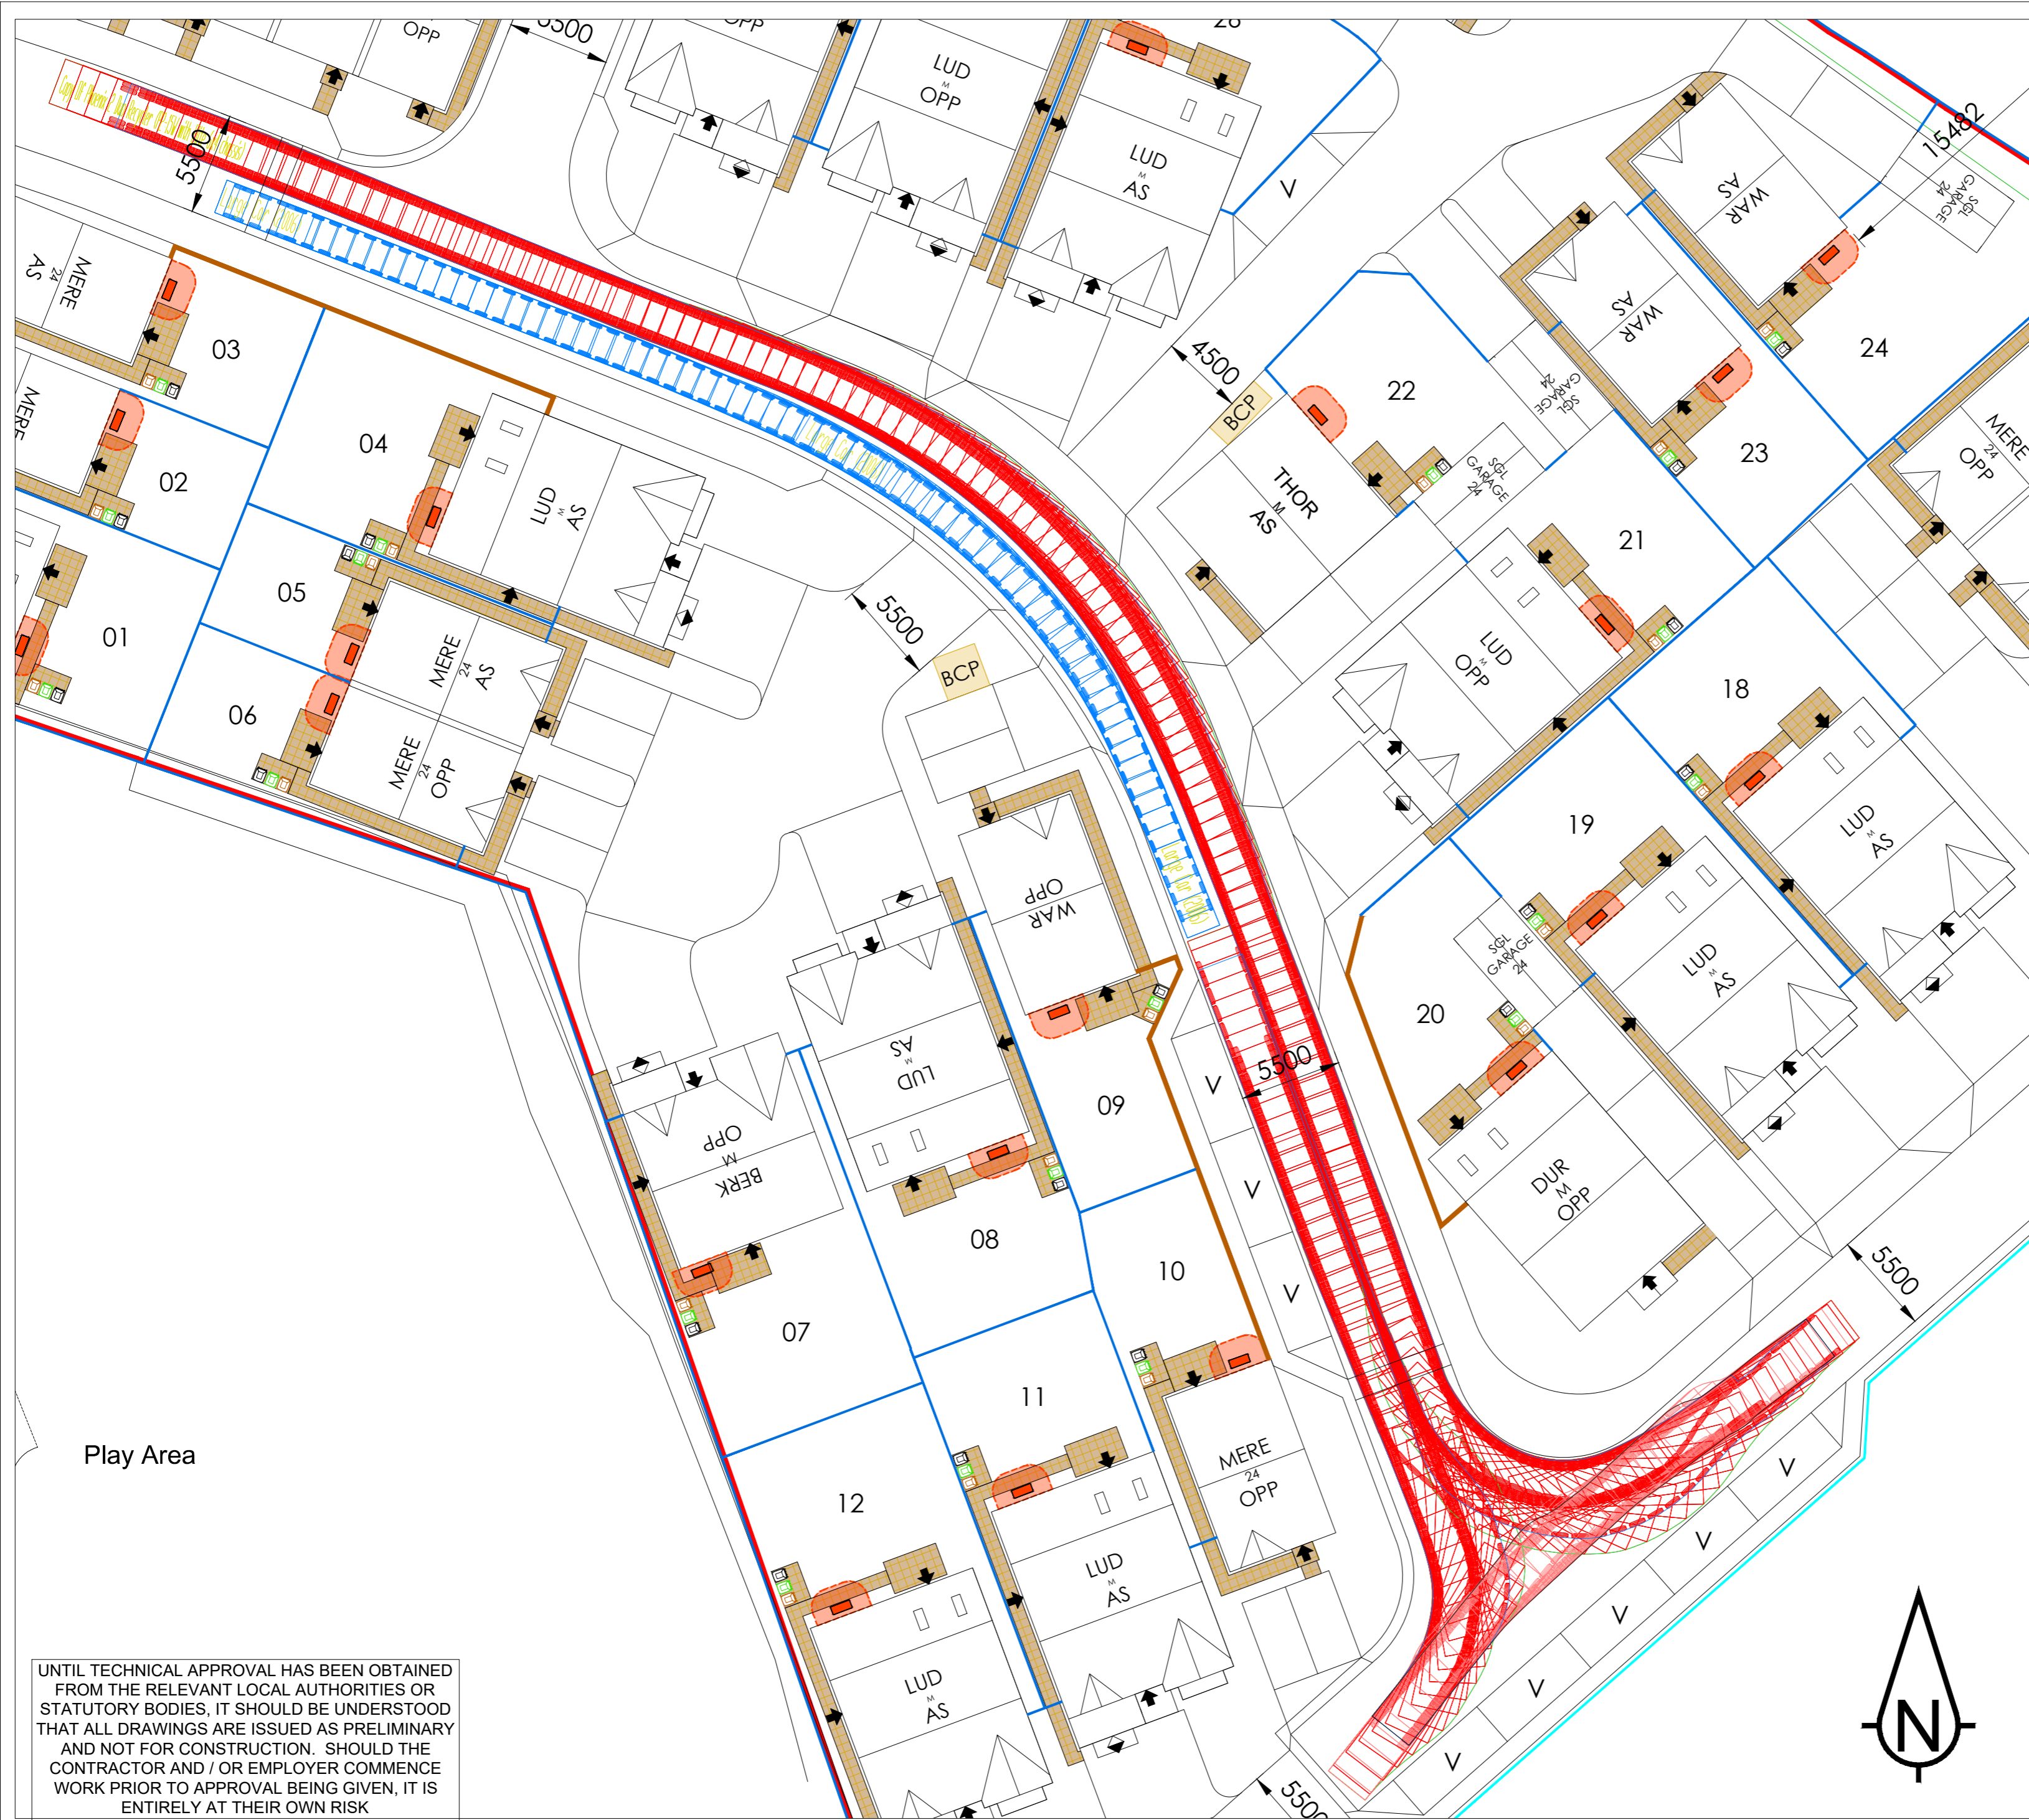 OPP
5500
OPP
LUD
M
OPP
26
LUD
M
AS
V
15482
SGL
GARAGE
24
WAR
AS
WAR
AS
24
5500
MERE
24
AS
03
MERE
02
04
LUD
M
AS
01
05
06
MERE
24
AS
MERE
24
OPP
4500
BCP
22
SGL
GARAGE
24
SGL
GARAGE
24
23
MERE
24
OPP
THOR
M
AS
21
LUD
M
OPP
18
LUD
M
AS
5500
BCP
19
LUD
M
AS
SGL
GARAGE
24
20
WAR
OPP
LUD
M
AS
BERK
M
OPP
09
5500
V
V
V
DUR
M
OPP
5500
08
10
07
11
MERE
24
OPP
12
LUD
M
AS
LUD
M
AS
V
V
V
V
V
5500
Play Area
N
UNTIL TECHNICAL APPROVAL HAS BEEN OBTAINED
FROM THE RELEVANT LOCAL AUTHORITIES OR
STATUTORY BODIES, IT SHOULD BE UNDERSTOOD
THAT ALL DRAWINGS ARE ISSUED AS PRELIMINARY
AND NOT FOR CONSTRUCTION. SHOULD THE
CONTRACTOR AND / OR EMPLOYER COMMENCE
WORK PRIOR TO APPROVAL BEING GIVEN, IT IS
ENTIRELY AT THEIR OWN RISK